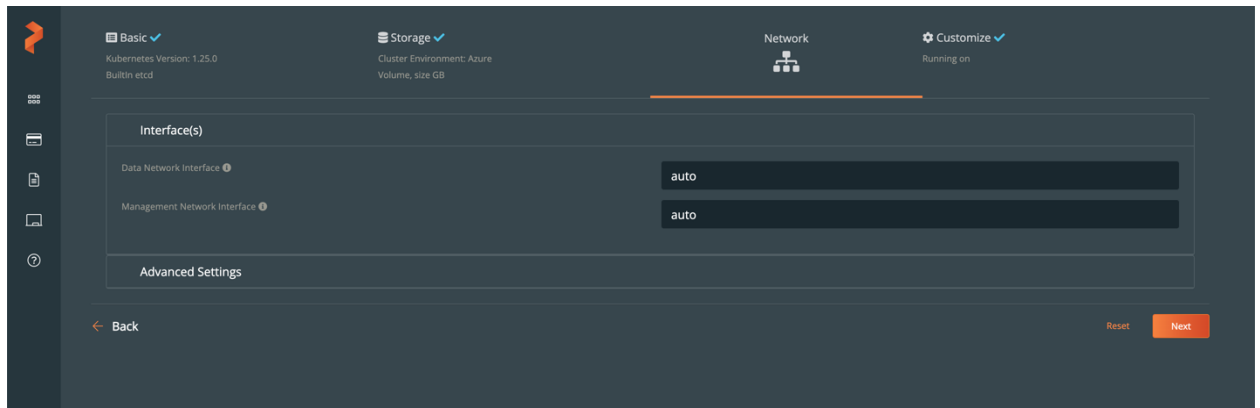 Basic
Kubernetes Version: 1.25.0
BuiltIn etcd
Storage
Cluster Environment: Azure
Volume, size GB
Network
Customize
Running on
Interface(s)
Data Network Interface
auto
Management Network Interface
auto
Advanced Settings
Back
Reset
Next